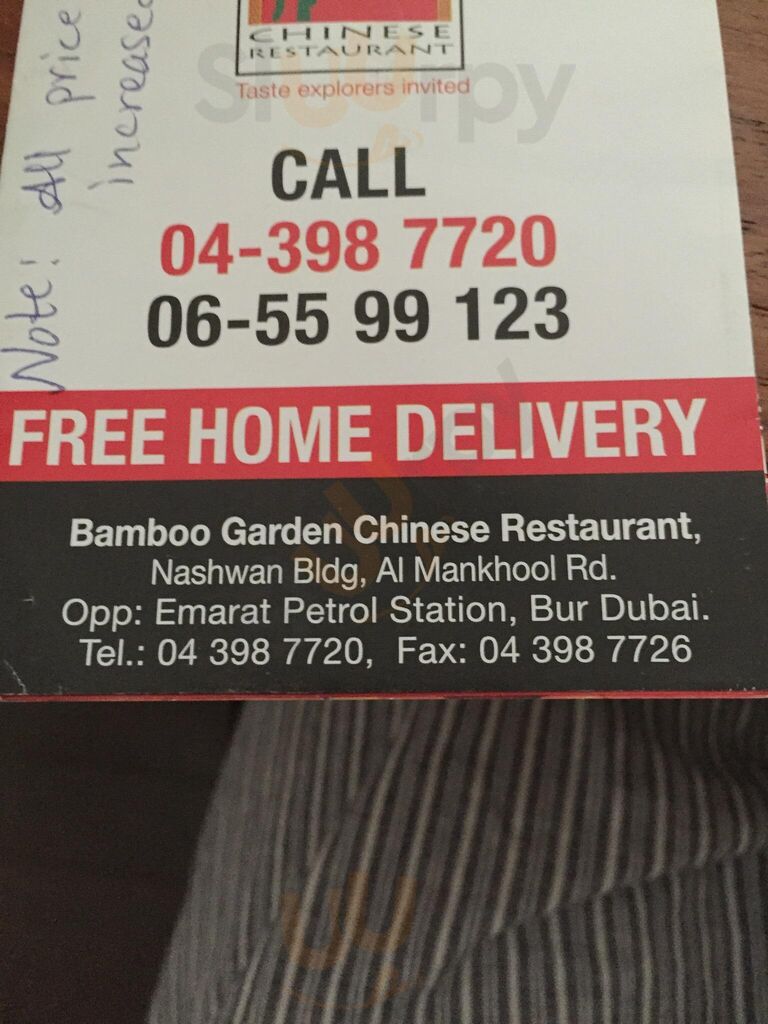 CHINESE
RESTAURANT
Taste explorers invited
Sluurpy
CALL
04-398 7720
06-55 99 123
Note: All price
increased
FREE HOME DELIVERY
Bamboo Garden Chinese Restaurant,
Nashwan Bldg, Al Mankhool Rd.
Opp: Emarat Petrol Station, Bur Dubai.
Tel.: 04 398 7720, Fax: 04 398 7726